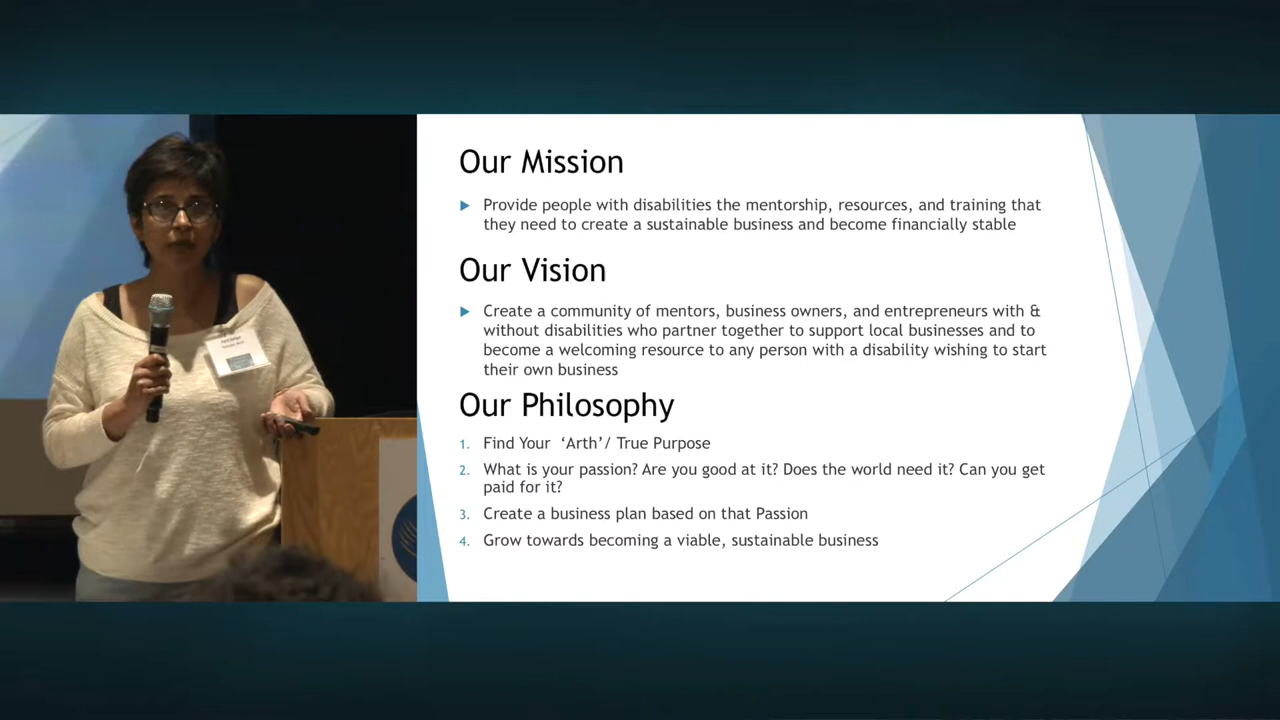 Our Mission
Provide people with disabilities the mentorship, resources, and training that
they need to create a sustainable business and become financially stable
Our Vision
Create a community of mentors, business owners, and entrepreneurs with &
without disabilities who partner together to support local businesses and to
become a welcoming resource to any person with a disability wishing to start
their own business
Our Philosophy
1. Find Your ‘Arth’/ True Purpose
2. What is your passion? Are you good at it? Does the world need it? Can you get
paid for it?
3. Create a business plan based on that Passion
4. Grow towards becoming a viable, sustainable business